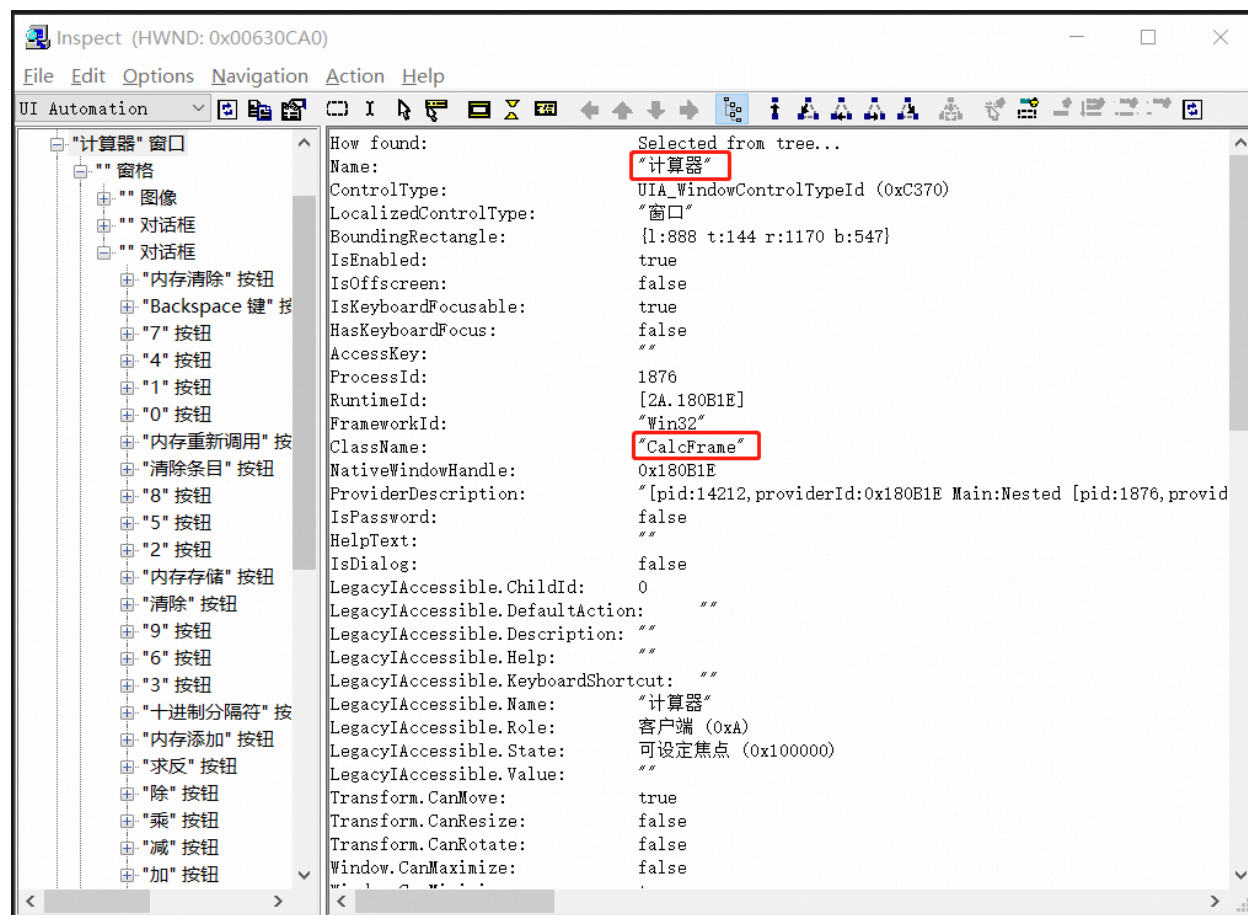 Inspect (HWND: 0x00630CA0)
File Edit Options Navigation Action Help
UI Automation
"计算器" 窗口
"" 窗格
"" 图像
"" 对话框
"" 对话框
"内存清除" 按钮
"Backspace 键" 按
"7" 按钮
"4" 按钮
"1" 按钮
"0" 按钮
"内存重新调用" 按
"清除条目" 按钮
"8" 按钮
"5" 按钮
"2" 按钮
"内存存储" 按钮
"清除" 按钮
"9" 按钮
"6" 按钮
"3" 按钮
"十进制分隔符" 按
"内存添加" 按钮
"求反" 按钮
"除" 按钮
"乘" 按钮
"减" 按钮
"加" 按钮
How found: Selected from tree...
Name: "计算器"
ControlType: UIA_WindowControlTypeId (0xC370)
LocalizedControlType: "窗口"
BoundingRectangle: {l:888 t:144 r:1170 b:547}
IsEnabled: true
IsOffscreen: false
IsKeyboardFocusable: true
HasKeyboardFocus: false
AccessKey: ""
ProcessId: 1876
RuntimeId: [2A.180B1E]
FrameworkId: "Win32"
ClassName: "CalcFrame"
NativeWindowHandle: 0x180B1E
ProviderDescription: "[pid:14212,providerId:0x180B1E Main:Nested [pid:1876,provid
IsPassword: false
HelpText: ""
IsDialog: false
LegacyIAccessible.ChildId: 0
LegacyIAccessible.DefaultAction: ""
LegacyIAccessible.Description: ""
LegacyIAccessible.Help: ""
LegacyIAccessible.KeyboardShortcut: ""
LegacyIAccessible.Name: "计算器"
LegacyIAccessible.Role: 客户端 (0xA)
LegacyIAccessible.State: 可设定焦点 (0x100000)
LegacyIAccessible.Value: ""
Transform.CanMove: true
Transform.CanResize: false
Transform.CanRotate: false
Window.CanMaximize: false